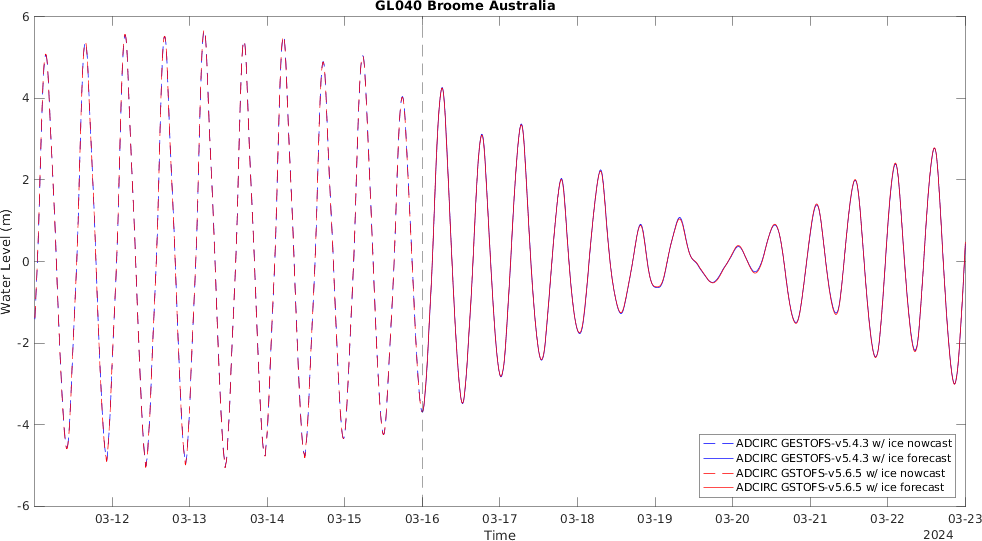 GL040 Broome Australia
6
4
2
0
-2
-4
-6
Water Level (m)
ADCIRC GESTOFS-v5.4.3 w/ ice nowcast
ADCIRC GESTOFS-v5.4.3 w/ ice forecast
ADCIRC GSTOFS-v5.6.5 w/ ice nowcast
ADCIRC GSTOFS-v5.6.5 w/ ice forecast
03-12 03-13 03-14 03-15 03-16 03-17 03-18 03-19 03-20 03-21 03-22 03-23
Time
2024